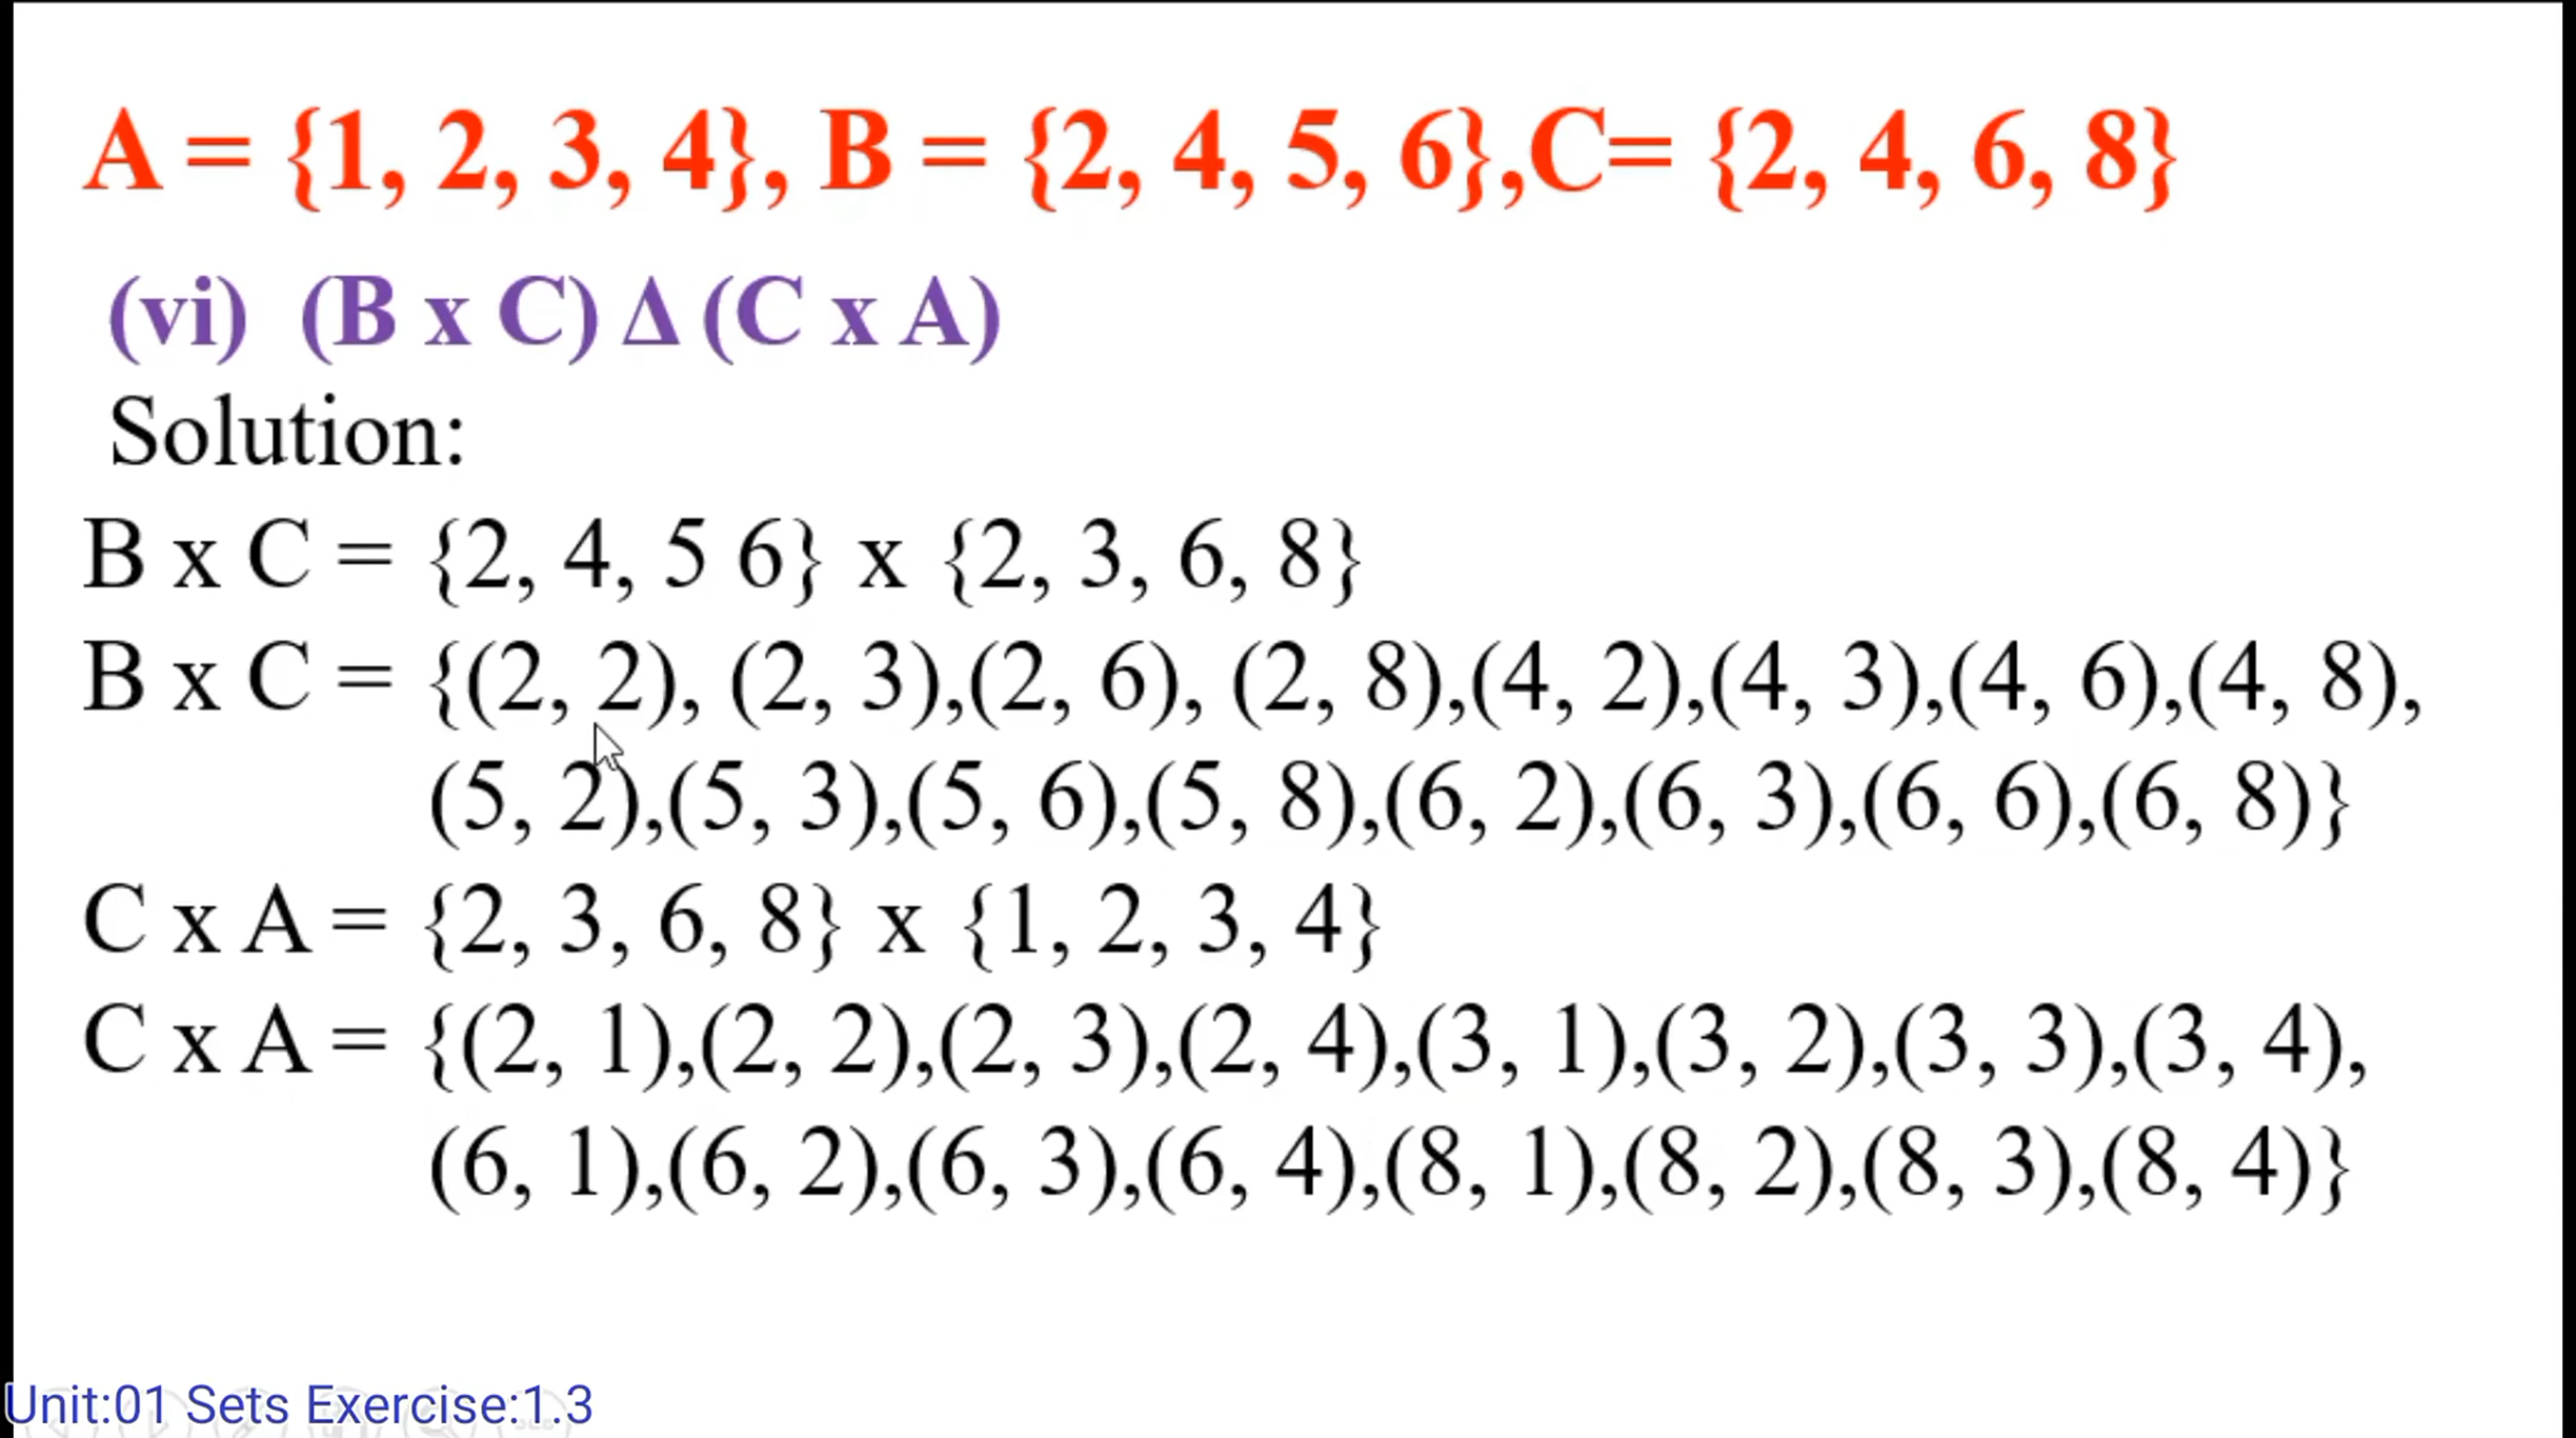 A = {1, 2, 3, 4}, B = {2, 4, 5, 6},C= {2, 4, 6, 8}
(vi) (B x C) Δ (C x A)
Solution:
B x C = {2, 4, 5 6} x {2, 3, 6, 8}
B x C = {(2, 2), (2, 3),(2, 6), (2, 8),(4, 2),(4, 3),(4, 6),(4, 8),
(5, 2),(5, 3),(5, 6),(5, 8),(6, 2),(6, 3),(6, 6),(6, 8)}
C x A = {2, 3, 6, 8} x {1, 2, 3, 4}
C x A = {(2, 1),(2, 2),(2, 3),(2, 4),(3, 1),(3, 2),(3, 3),(3, 4),
(6, 1),(6, 2),(6, 3),(6, 4),(8, 1),(8, 2),(8, 3),(8, 4)}
Unit:01 Sets Exercise:1.3